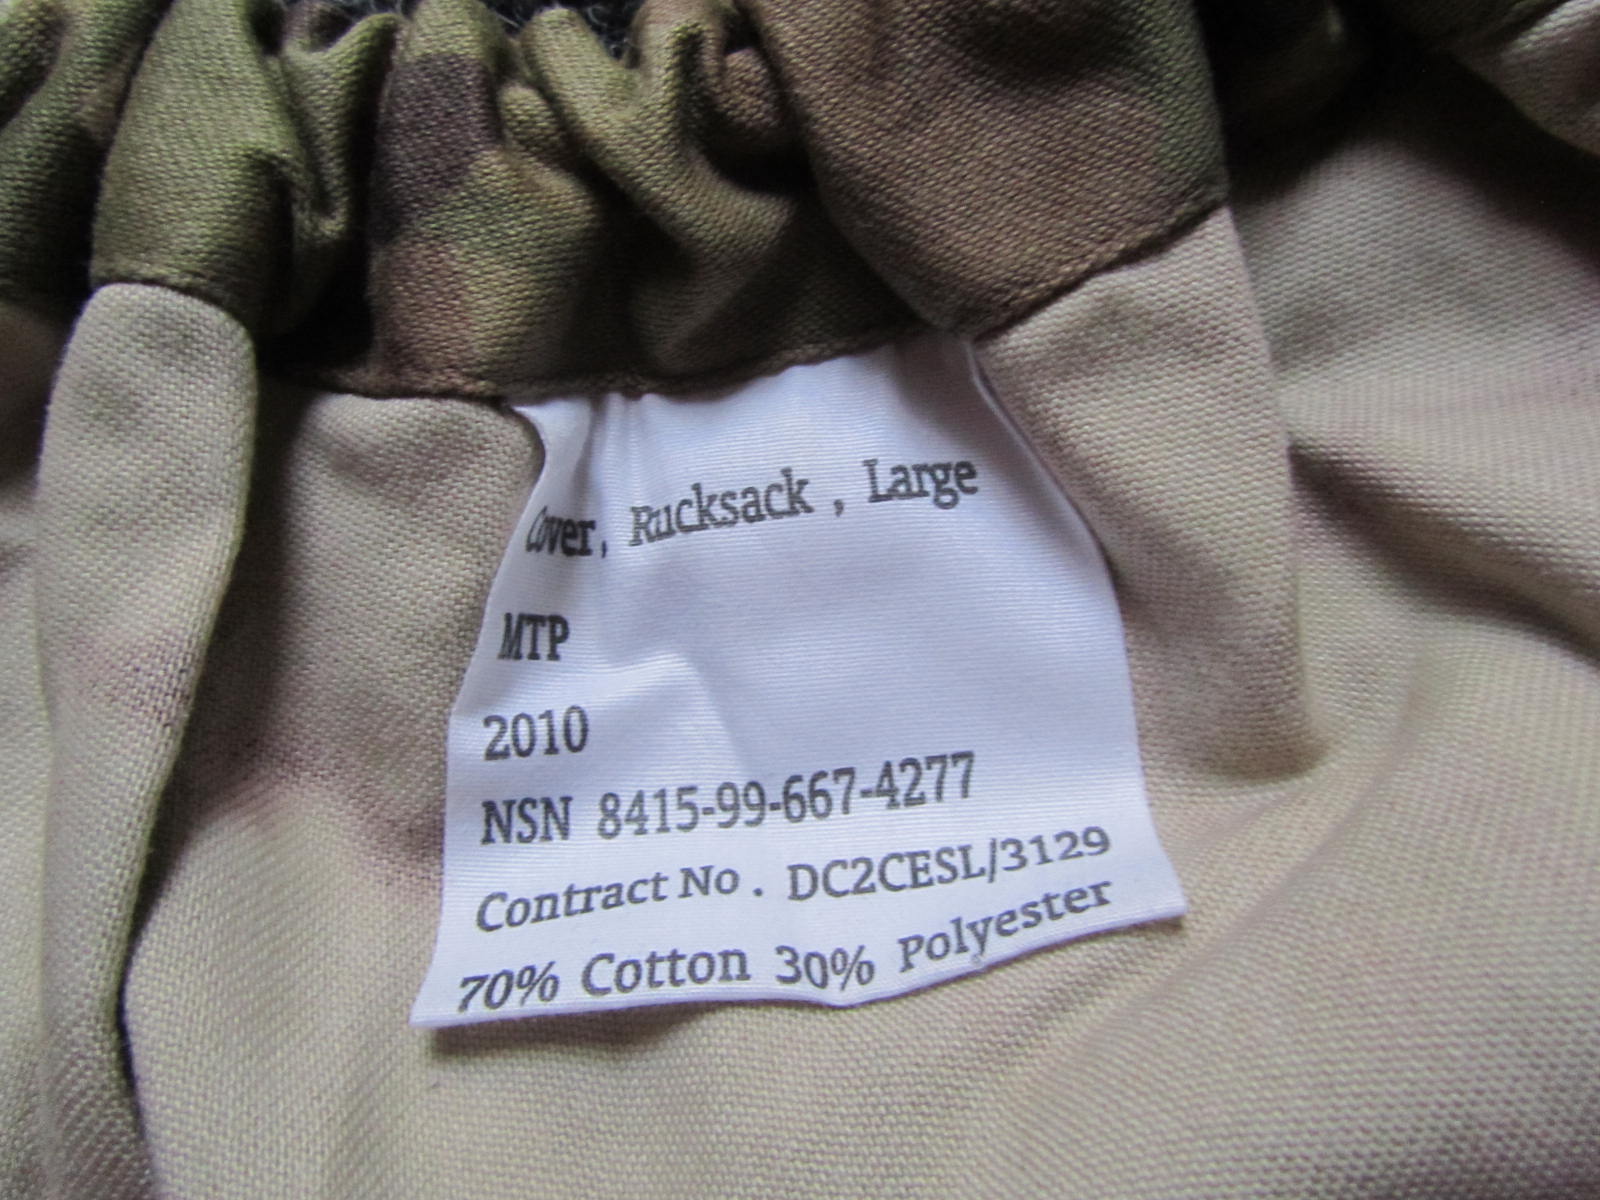 Cover, Rucksack , Large
MTP
2010
NSN 8415-99-667-4277
Contract No . DC2CESL/3129
70% Cotton 30% Polyester